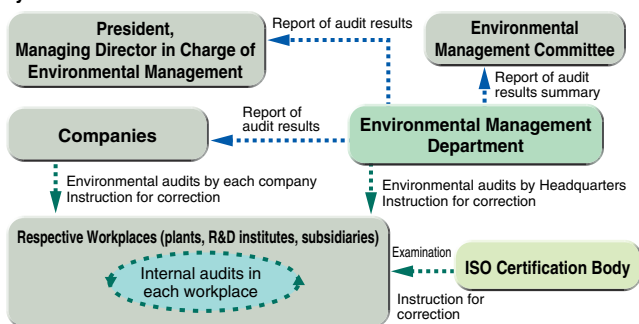 President,
Managing Director in Charge of
Environmental Management
Report of audit results
Environmental
Management Committee
Report of audit
results summary
Companies
Report of
audit results
Environmental Management
Department
Environmental audits by each company
Instruction for correction
Environmental audits by Headquarters
Instruction for correction
Respective Workplaces (plants, R&D institutes, subsidiaries)
Internal audits in
each workplace
Examination
ISO Certification Body
Instruction for
correction